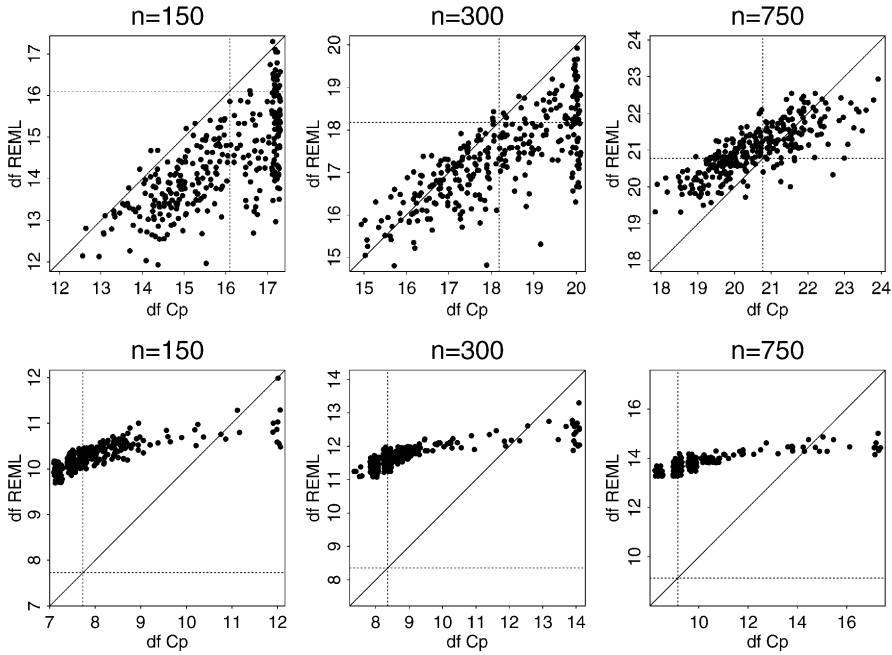 n=150
n=300
n=750
df REML
17
16
15
14
13
12
12 13 14 15 16 17
df Cp
df REML
20
19
18
17
16
15
15 16 17 18 19 20
df Cp
df REML
24
23
22
21
20
19
18
18 19 20 21 22 23 24
df Cp
n=150
n=300
n=750
df REML
12
11
10
9
8
7
7 8 9 10 11 12
df Cp
df REML
14
13
12
11
10
9
8
8 9 10 11 12 13 14
df Cp
df REML
16
14
12
10
10 12 14 16
df Cp